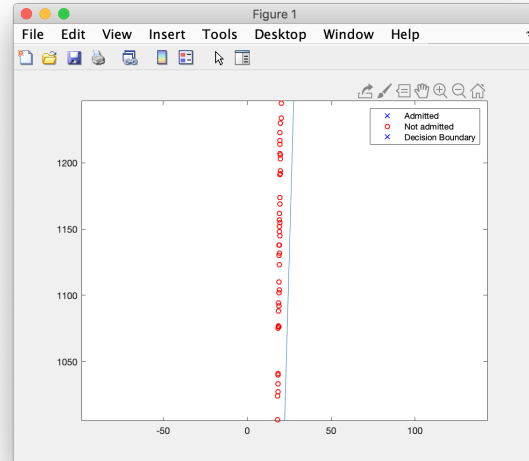 Figure 1
File Edit View Insert Tools Desktop Window Help
Admitted
Not admitted
Decision Boundary
1200
1150
1100
1050
-50 0 50 100